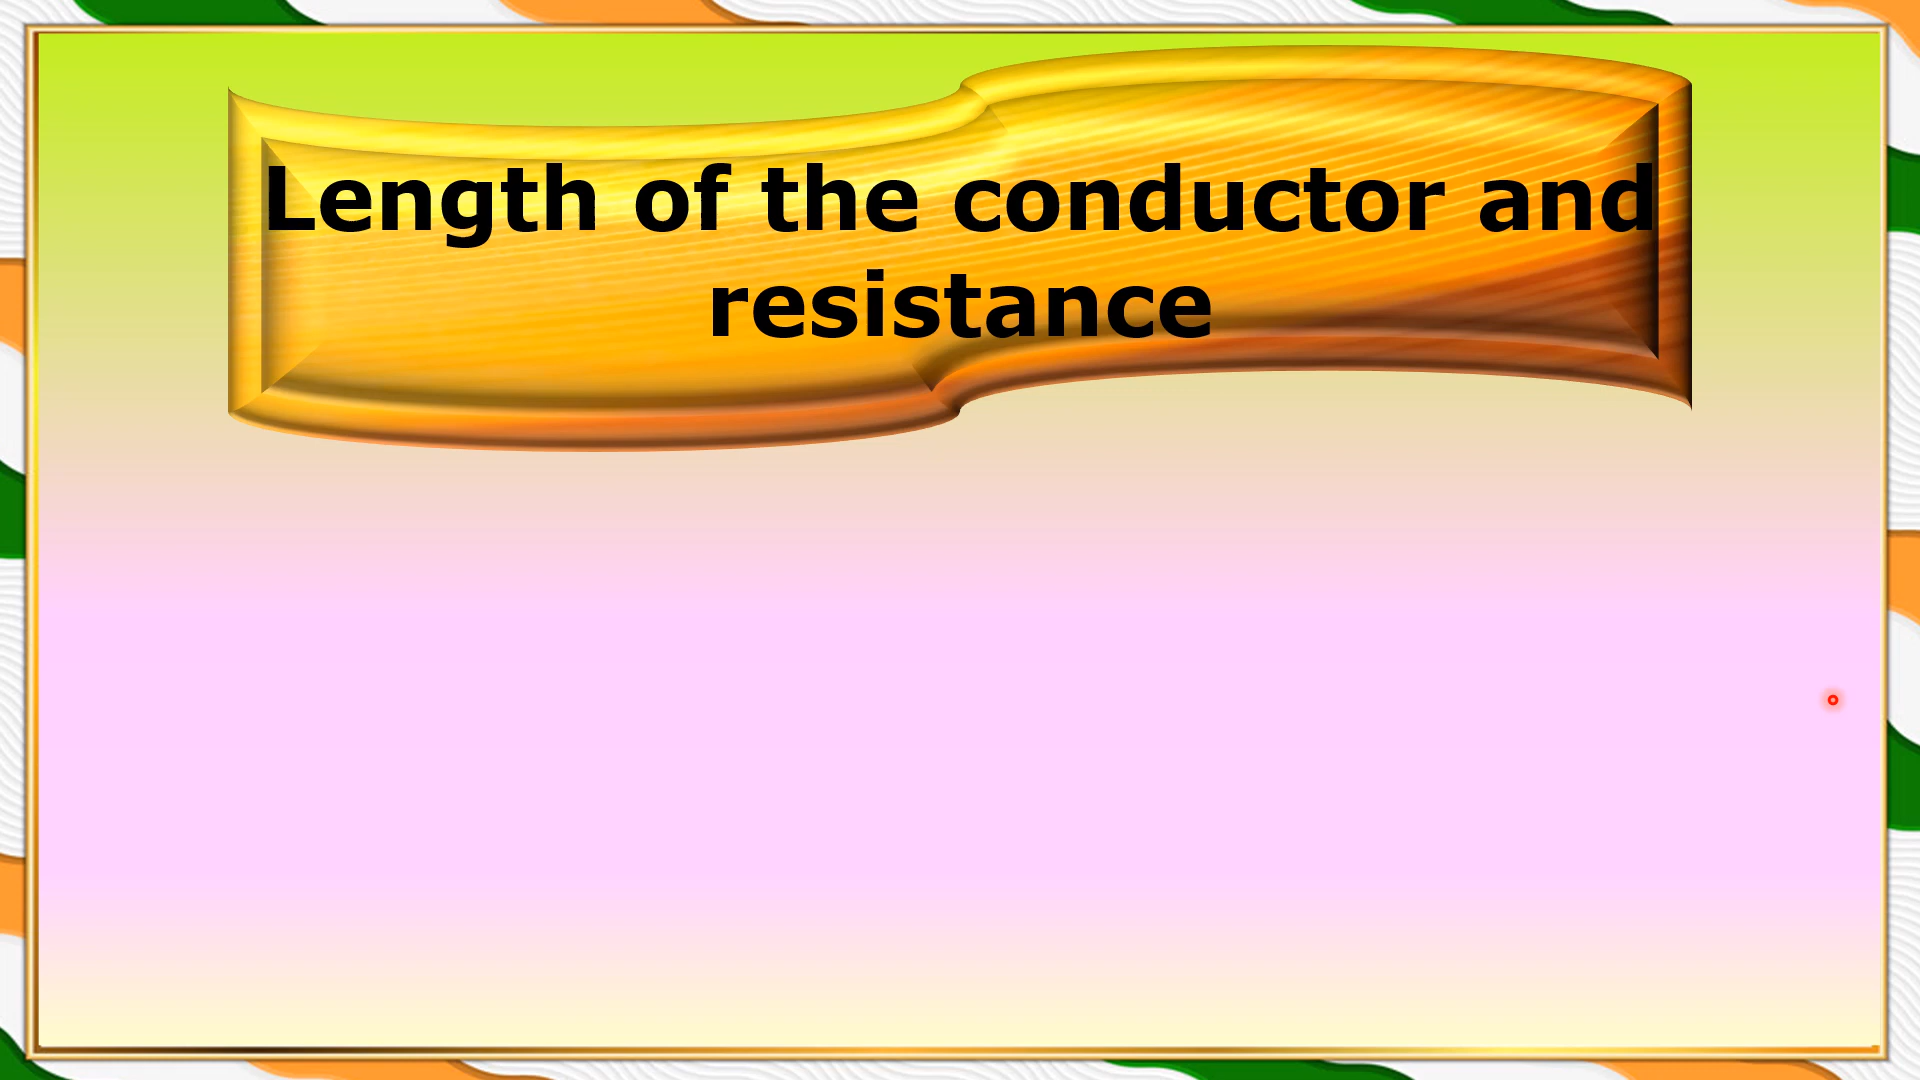 Length of the conductor and
resistance